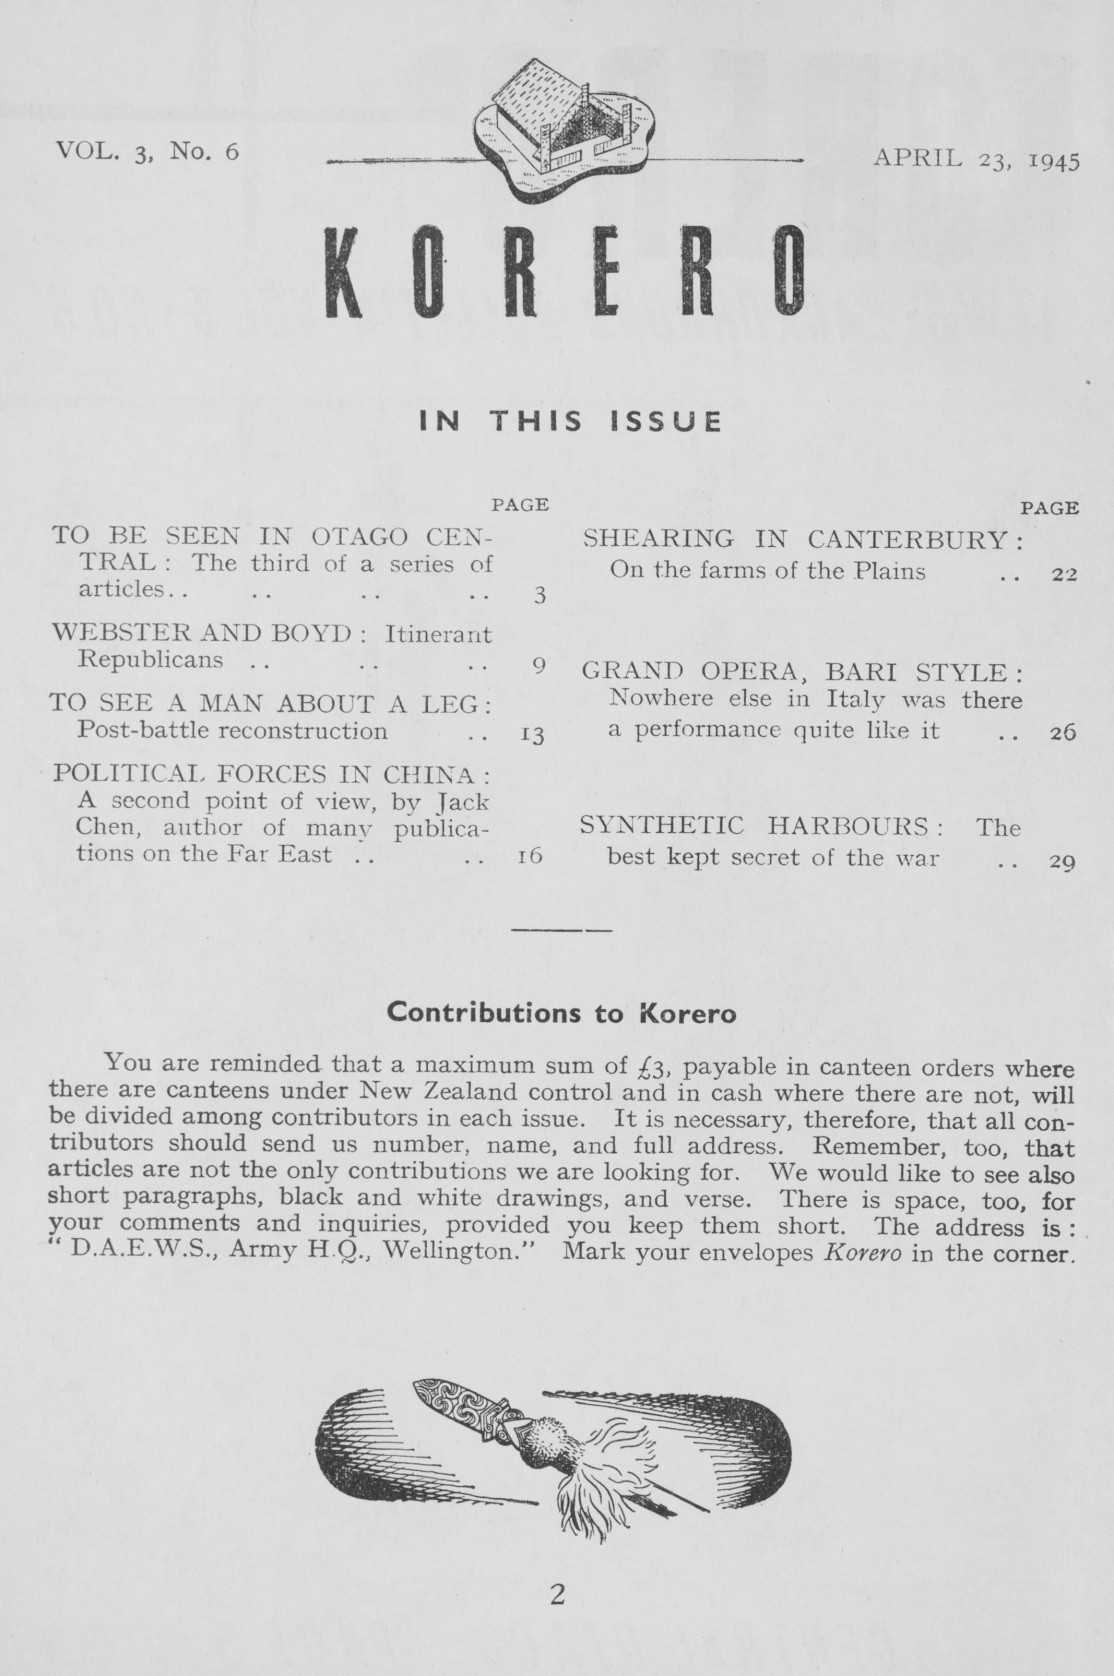 VOL. 3, No. 6
APRIL 23, 1945
KORERO
IN THIS ISSUE
PAGE
TO BE SEEN IN OTAGO CEN-
TRAL : The third of a series of
articles . . . . . . . . 3
WEBSTER AND BOYD : Itinerant
Republicans . . . . . . 9
TO SEE A MAN ABOUT A LEG :
Post-battle reconstruction . . 13
POLITICAL FORCES IN CHINA :
A second point of view, by Jack
Chen, author of many publica-
tions on the Far East . . . . 16
PAGE
SHEARING IN CANTERBURY :
On the farms of the Plains . . 22
GRAND OPERA, BARI STYLE :
Nowhere else in Italy was there
a performance quite like it . . 26
SYNTHETIC HARBOURS : The
best kept secret of the war . . 29
Contributions to Korero
You are reminded that a maximum sum of £3, payable in canteen orders where
there are canteens under New Zealand control and in cash where there are not, will
be divided among contributors in each issue. It is necessary, therefore, that all con-
tributors should send us number, name, and full address. Remember, too, that
articles are not the only contributions we are looking for. We would like to see also
short paragraphs, black and white drawings, and verse. There is space, too, for
your comments and inquiries, provided you keep them short. The address is :
“ D.A.E.W.S., Army H.Q., Wellington.” Mark your envelopes Korero in the corner.
2